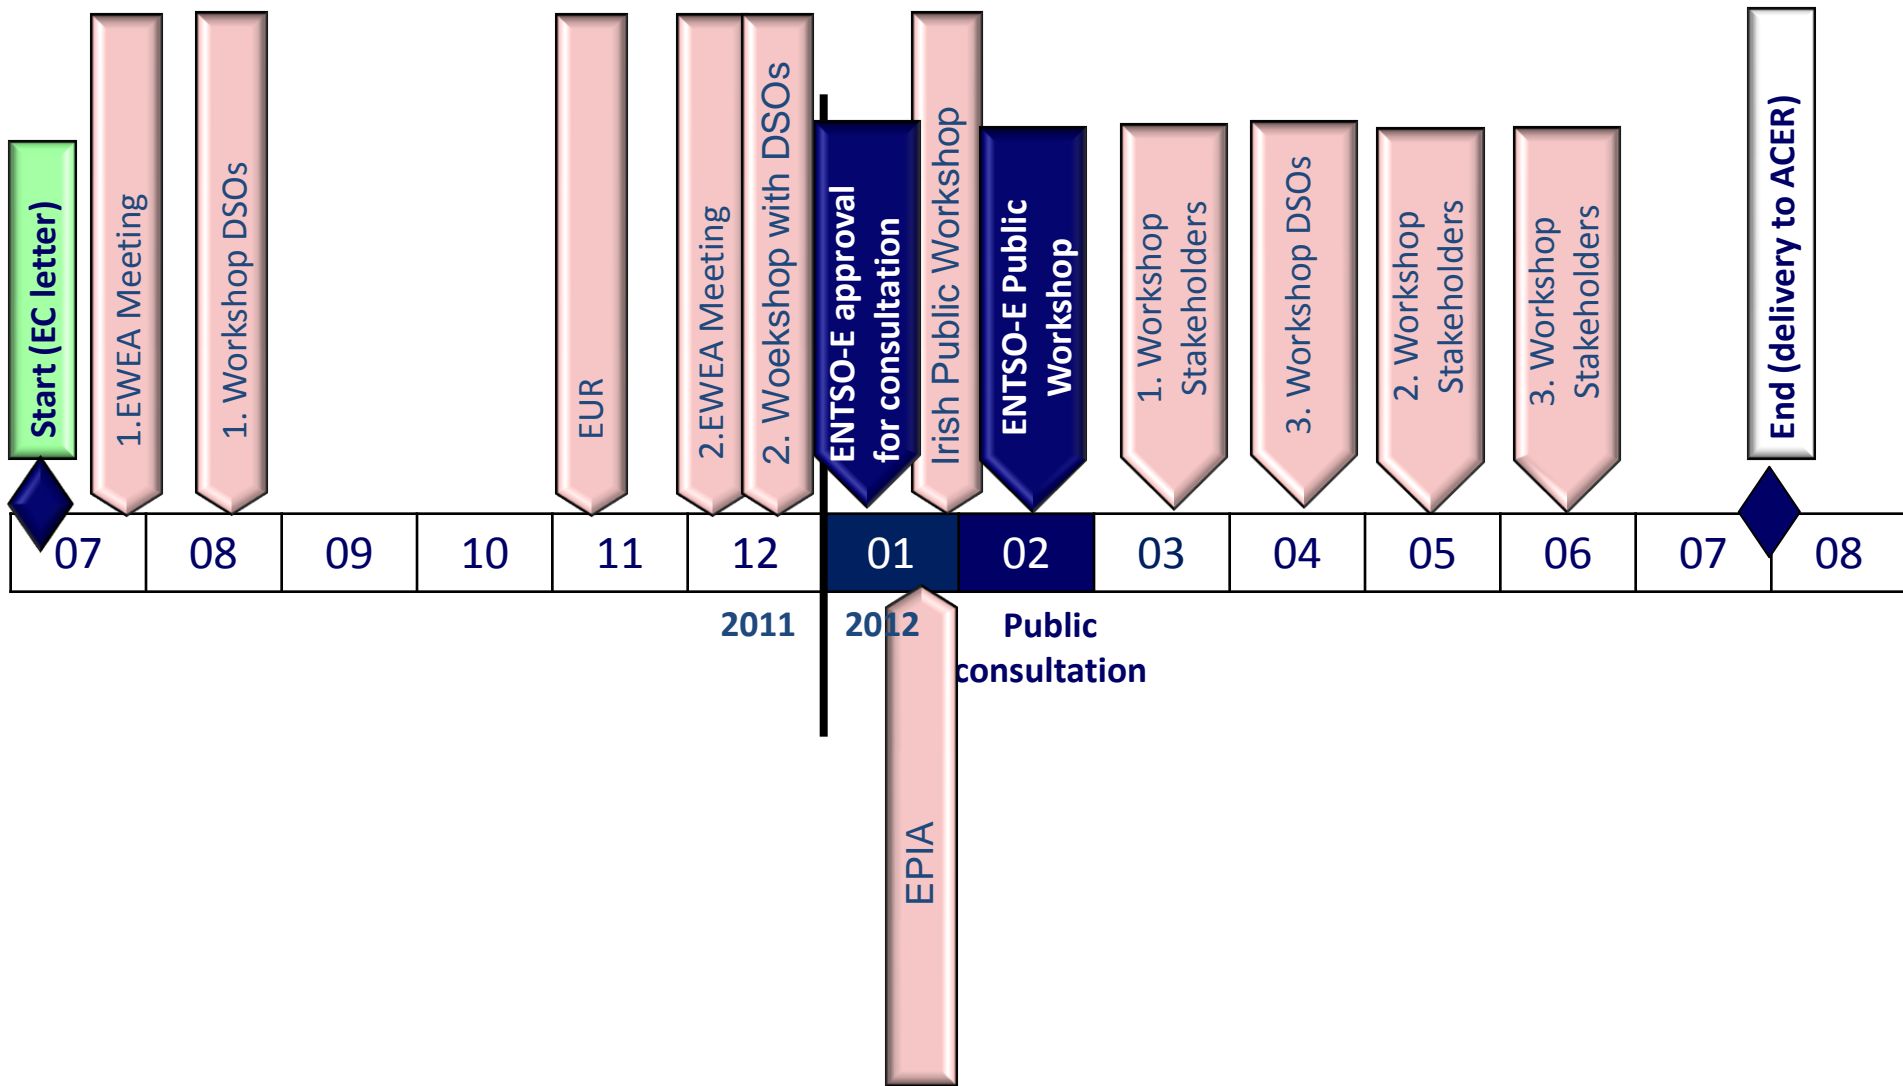 Start (EC letter)
1.EWEA Meeting
1. Workshop DSOs
EUR
2.EWEA Meeting
2. Woekshop with DSOs
ENTSO-E approval
for consultation
Irish Public Workshop
ENTSO-E Public
Workshop
1. Workshop
Stakeholders
3. Workshop DSOs
2. Workshop
Stakeholders
3. Workshop
Stakeholders
End (delivery to ACER)
07 08 09 10 11 12 01 02 03 04 05 06 07 08
2011 2012
Public
consultation
EPIA